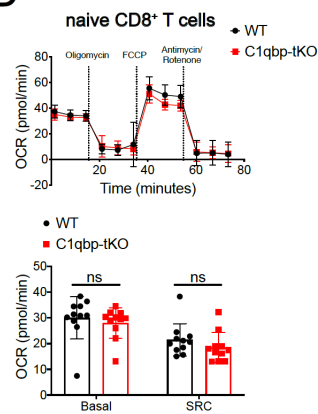 naive CD8⁺ T cells
WT
C1qbp-tKO
Oligomycin FCCP Antimycin/
Rotenone
OCR (pmol/min)
80
60
40
20
0
-20
20 40 60 80
Time (minutes)
WT
C1qbp-tKO
OCR (pmol/min)
50
40
30
20
10
0
ns ns
Basal SRC